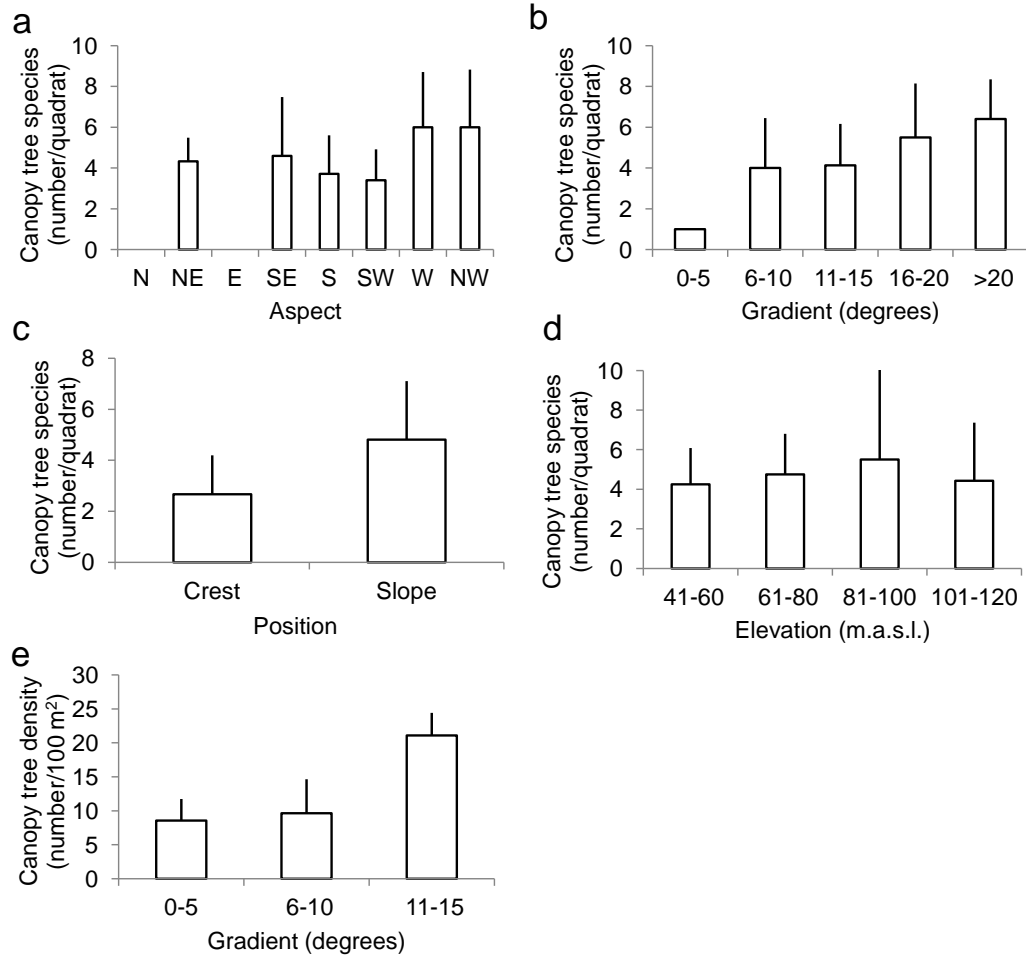 a
Canopy tree species
(number/quadrat)
10
8
6
4
2
0
N NE E SE S SW W NW
Aspect
b
Canopy tree species
(number/quadrat)
10
8
6
4
2
0
0-5 6-10 11-15 16-20 >20
Gradient (degrees)
c
Canopy tree species
(number/quadrat)
8
6
4
2
0
Crest Slope
Position
d
Canopy tree species
(number/quadrat)
10
8
6
4
2
0
41-60 61-80 81-100 101-120
Elevation (m.a.s.l.)
e
Canopy tree density
(number/100 m²)
30
25
20
15
10
5
0
0-5 6-10 11-15
Gradient (degrees)